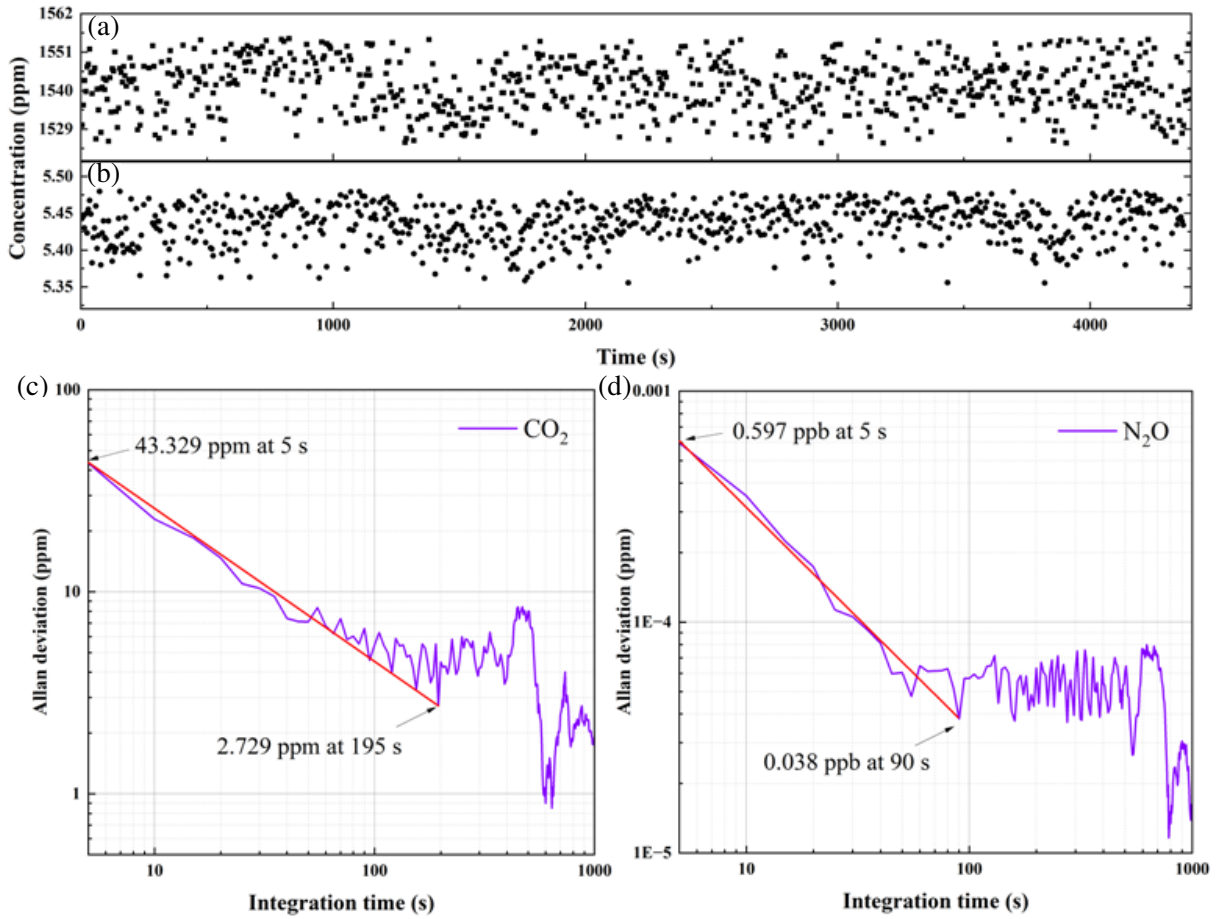 (a)
1562
1551
1540
1529
(b)
5.50
5.45
5.40
5.35
Concentration (ppm)
0
1000
2000
3000
4000
Time (s)
(c)
100
10
1
Allan deviation (ppm)
CO₂
43.329 ppm at 5 s
2.729 ppm at 195 s
10
100
1000
Integration time (s)
(d)
0.001
1E−4
1E−5
Allan deviation (ppm)
N₂O
0.597 ppb at 5 s
0.038 ppb at 90 s
10
100
1000
Integration time (s)